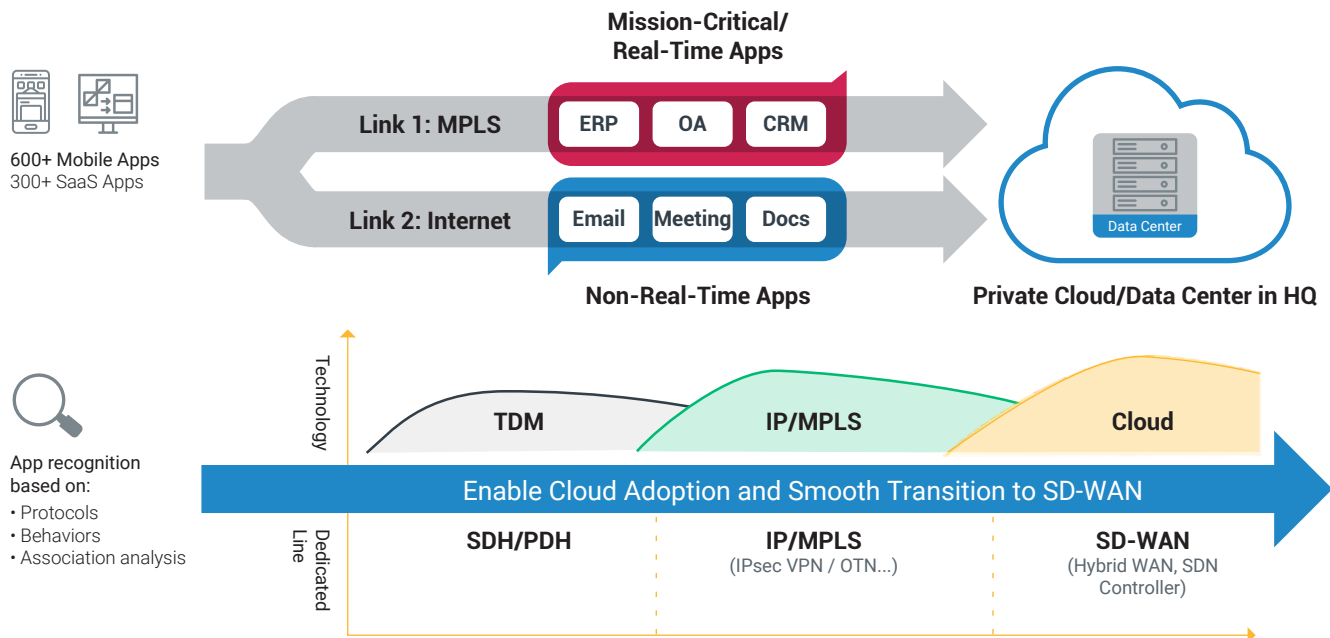 Mission-Critical/
Real-Time Apps
600+ Mobile Apps
300+ SaaS Apps
Link 1: MPLS
ERP
OA
CRM
Link 2: Internet
Email
Meeting
Docs
Data Center
Non-Real-Time Apps
Private Cloud/Data Center in HQ
Technology
TDM
IP/MPLS
Cloud
App recognition
based on:
• Protocols
• Behaviors
• Association analysis
Enable Cloud Adoption and Smooth Transition to SD-WAN
Dedicated
Line
SDH/PDH
IP/MPLS
(IPsec VPN / OTN...)
SD-WAN
(Hybrid WAN, SDN
Controller)